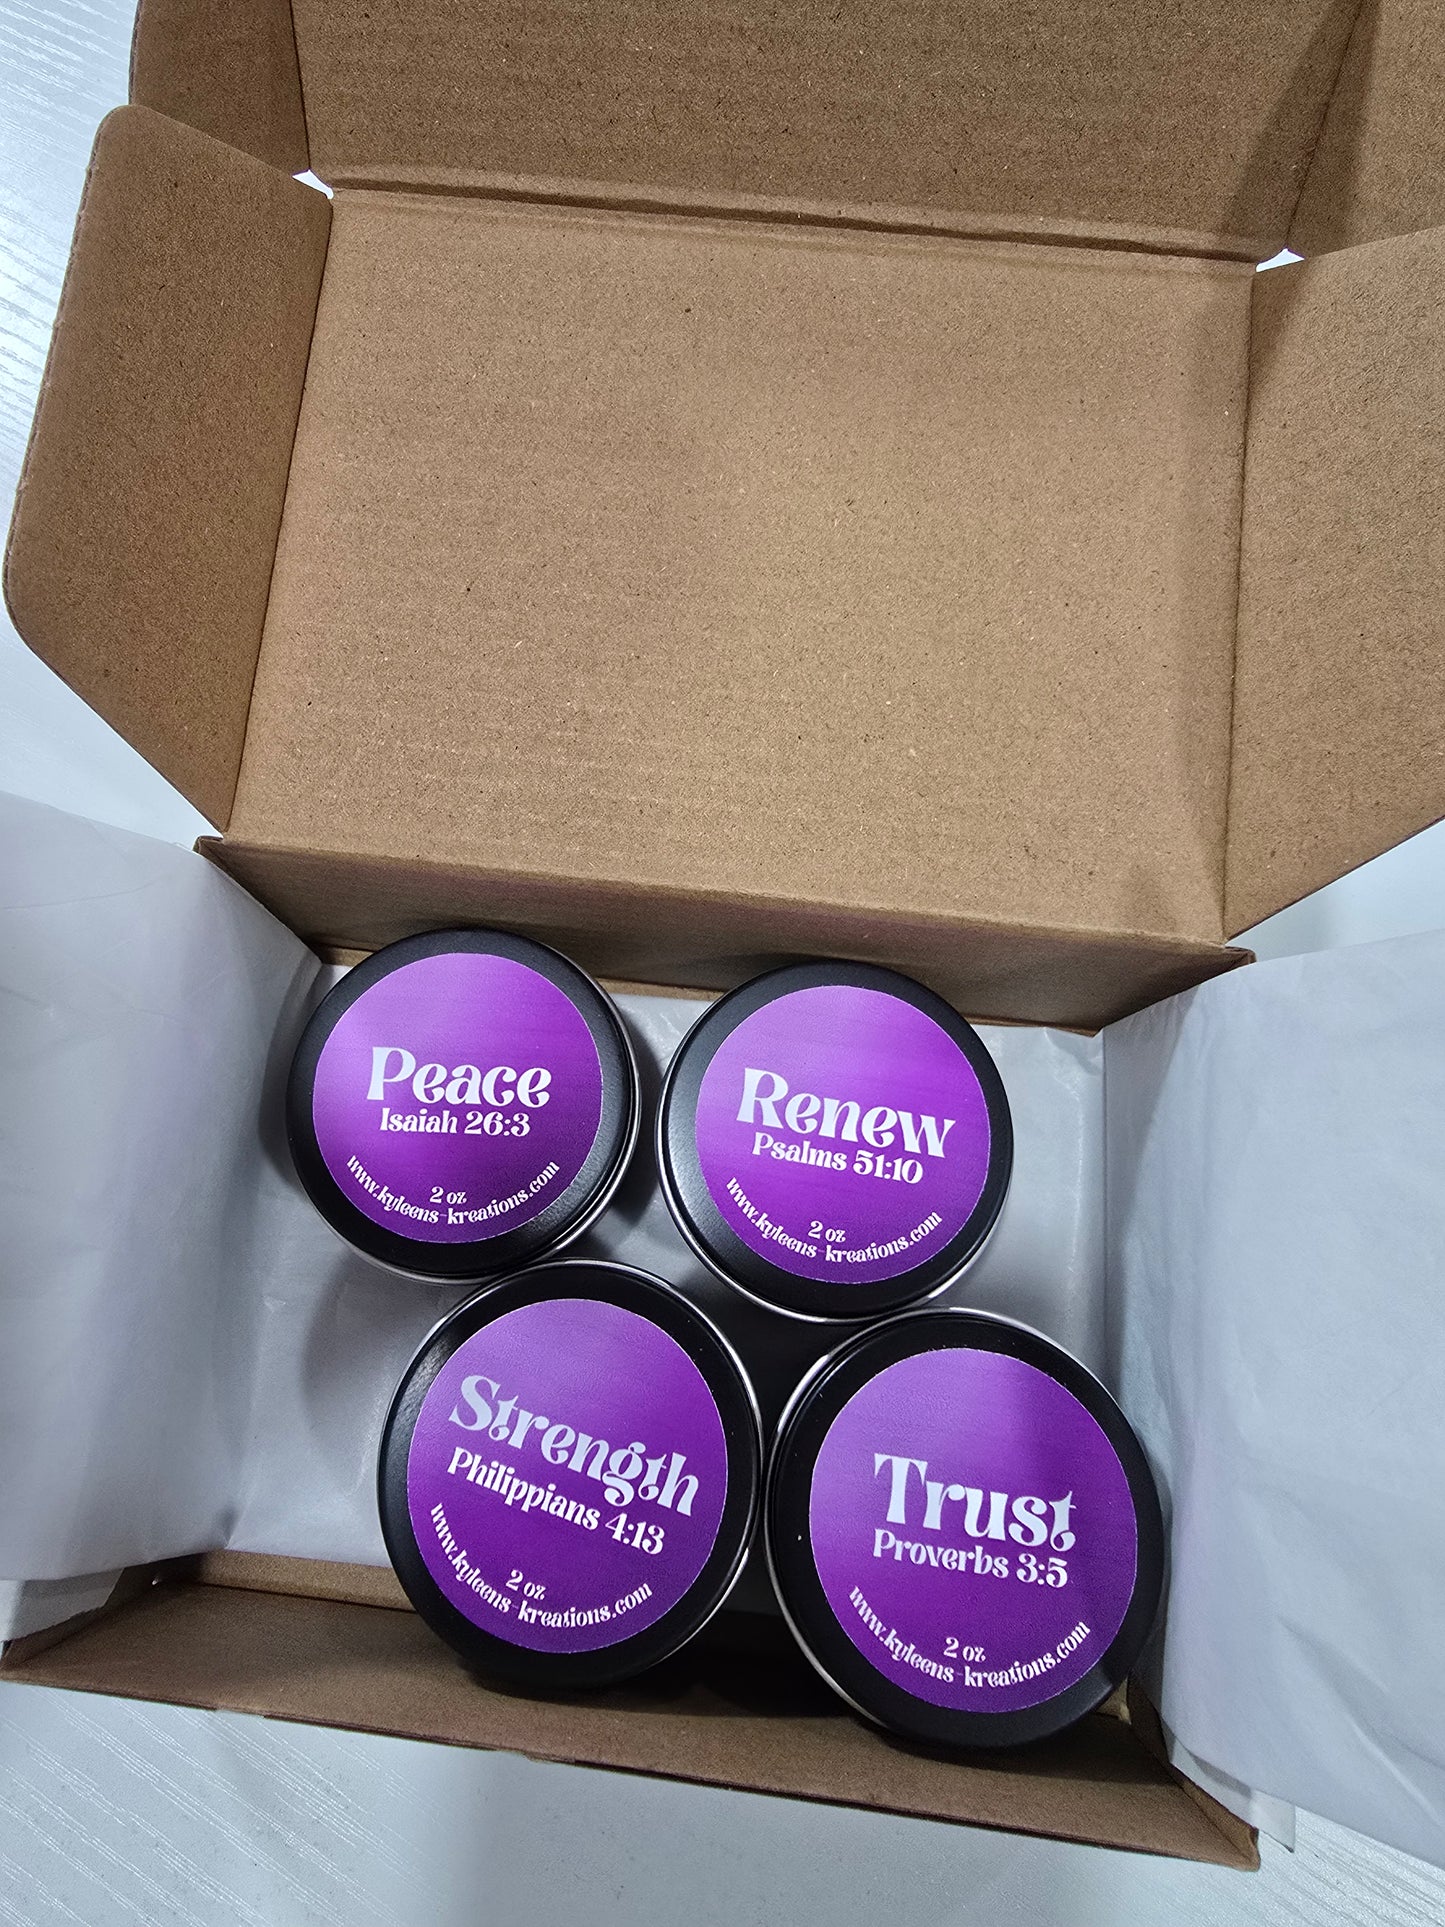 Peace
Isaiah 26:3
2 oz
www.kyleens-kreations.com
Renew
Psalms 51:10
2 oz
www.kyleens-kreations.com
Strength
Philippians 4:13
2 oz
www.kyleens-kreations.com
Trust
Proverbs 3:5
2 oz
www.kyleens-kreations.com